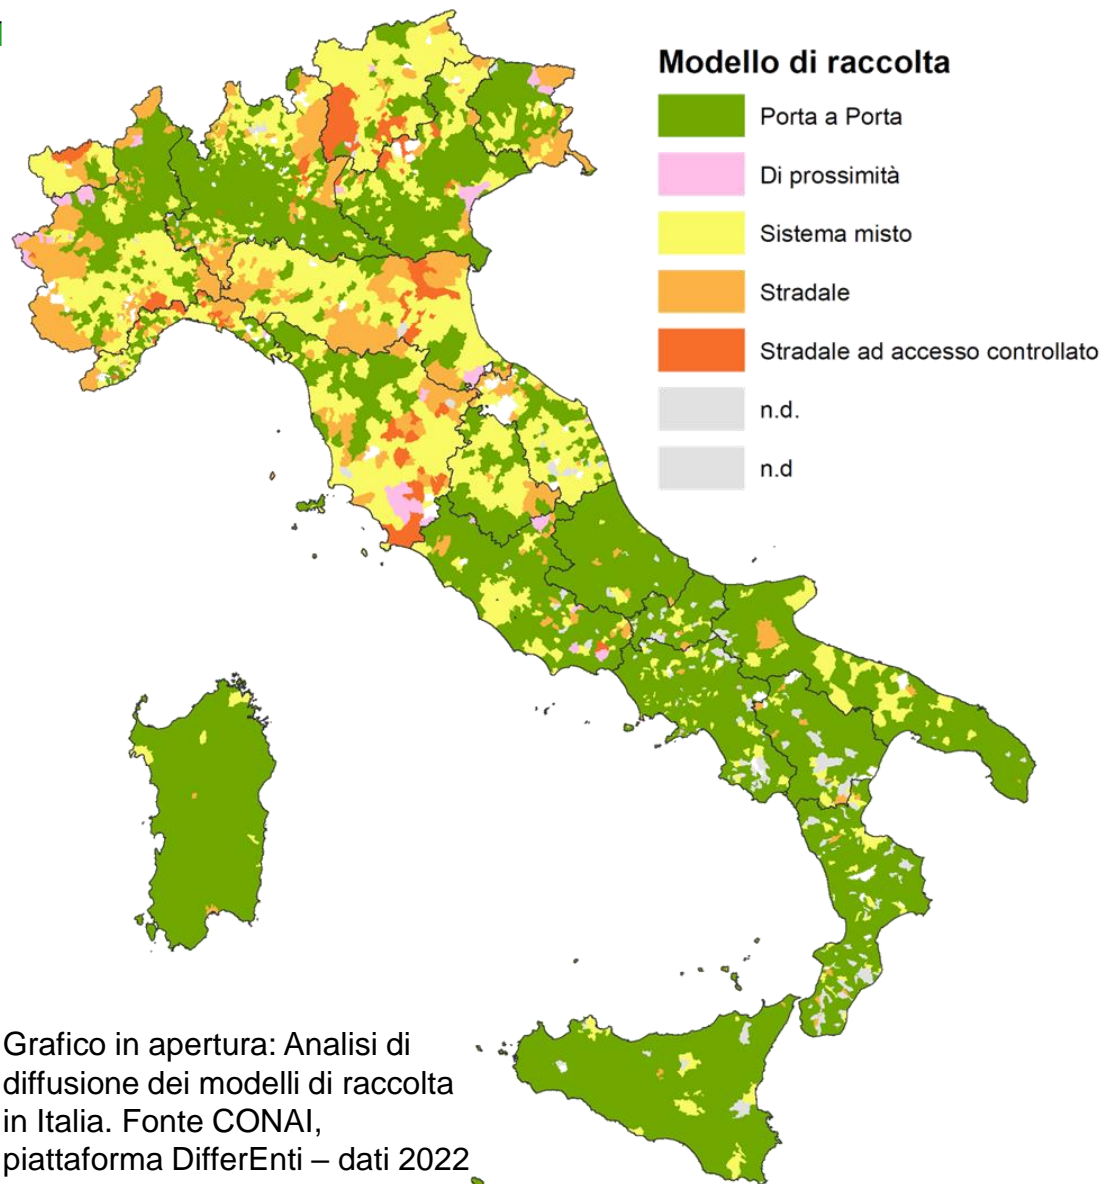 Modello di raccolta
Porta a Porta
Di prossimità
Sistema misto
Stradale
Stradale ad accesso controllato
n.d.
n.d
Grafico in apertura: Analisi di
diffusione dei modelli di raccolta
in Italia. Fonte CONAI,
piattaforma DifferEnti – dati 2022